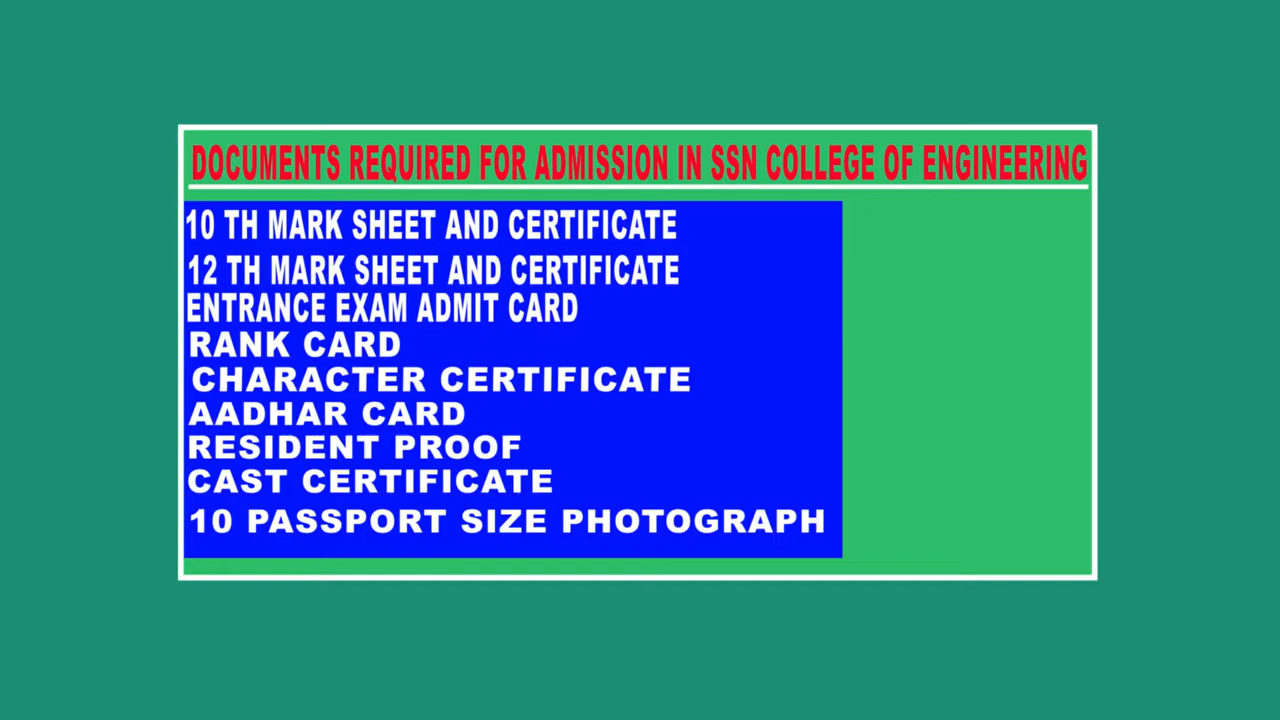 DOCUMENTS REQUIRED FOR ADMISSION IN SSN COLLEGE OF ENGINEERING
10 TH MARK SHEET AND CERTIFICATE
12 TH MARK SHEET AND CERTIFICATE
ENTRANCE EXAM ADMIT CARD
RANK CARD
CHARACTER CERTIFICATE
AADHAR CARD
RESIDENT PROOF
CAST CERTIFICATE
10 PASSPORT SIZE PHOTOGRAPH